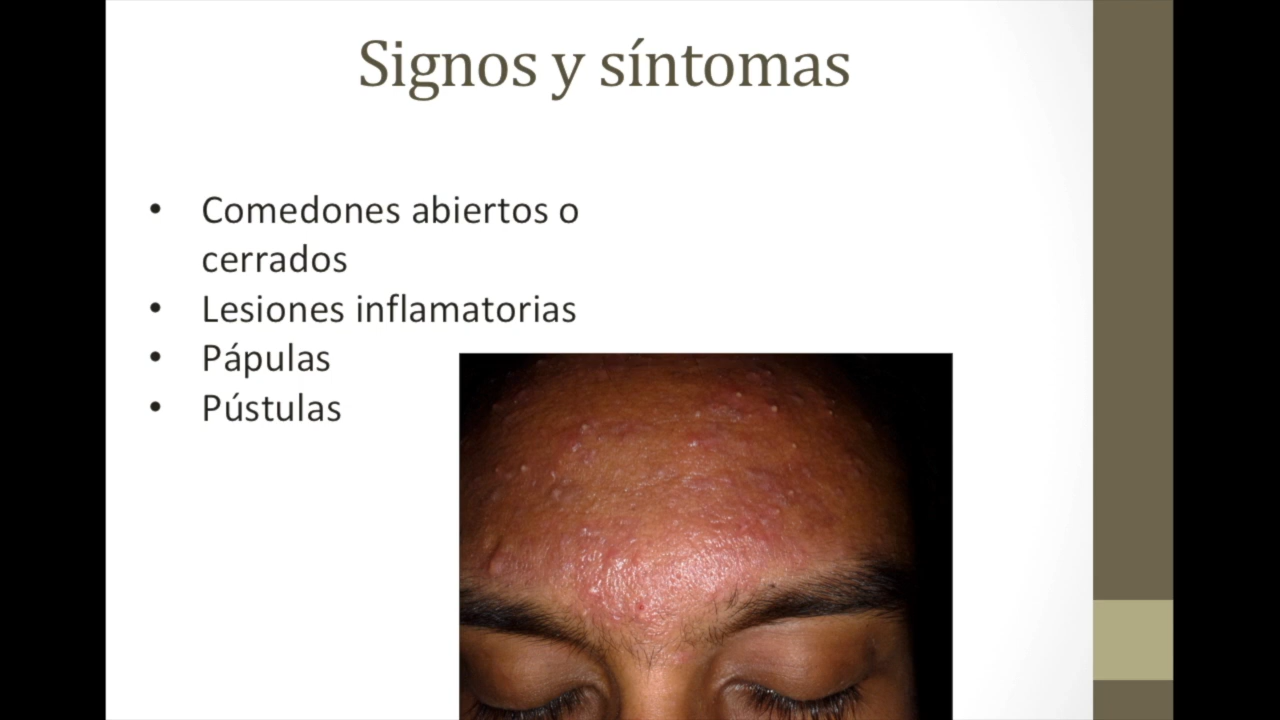 Signos y síntomas
• Comedones abiertos o
cerrados
• Lesiones inflamatorias
• Pápulas
• Pústulas